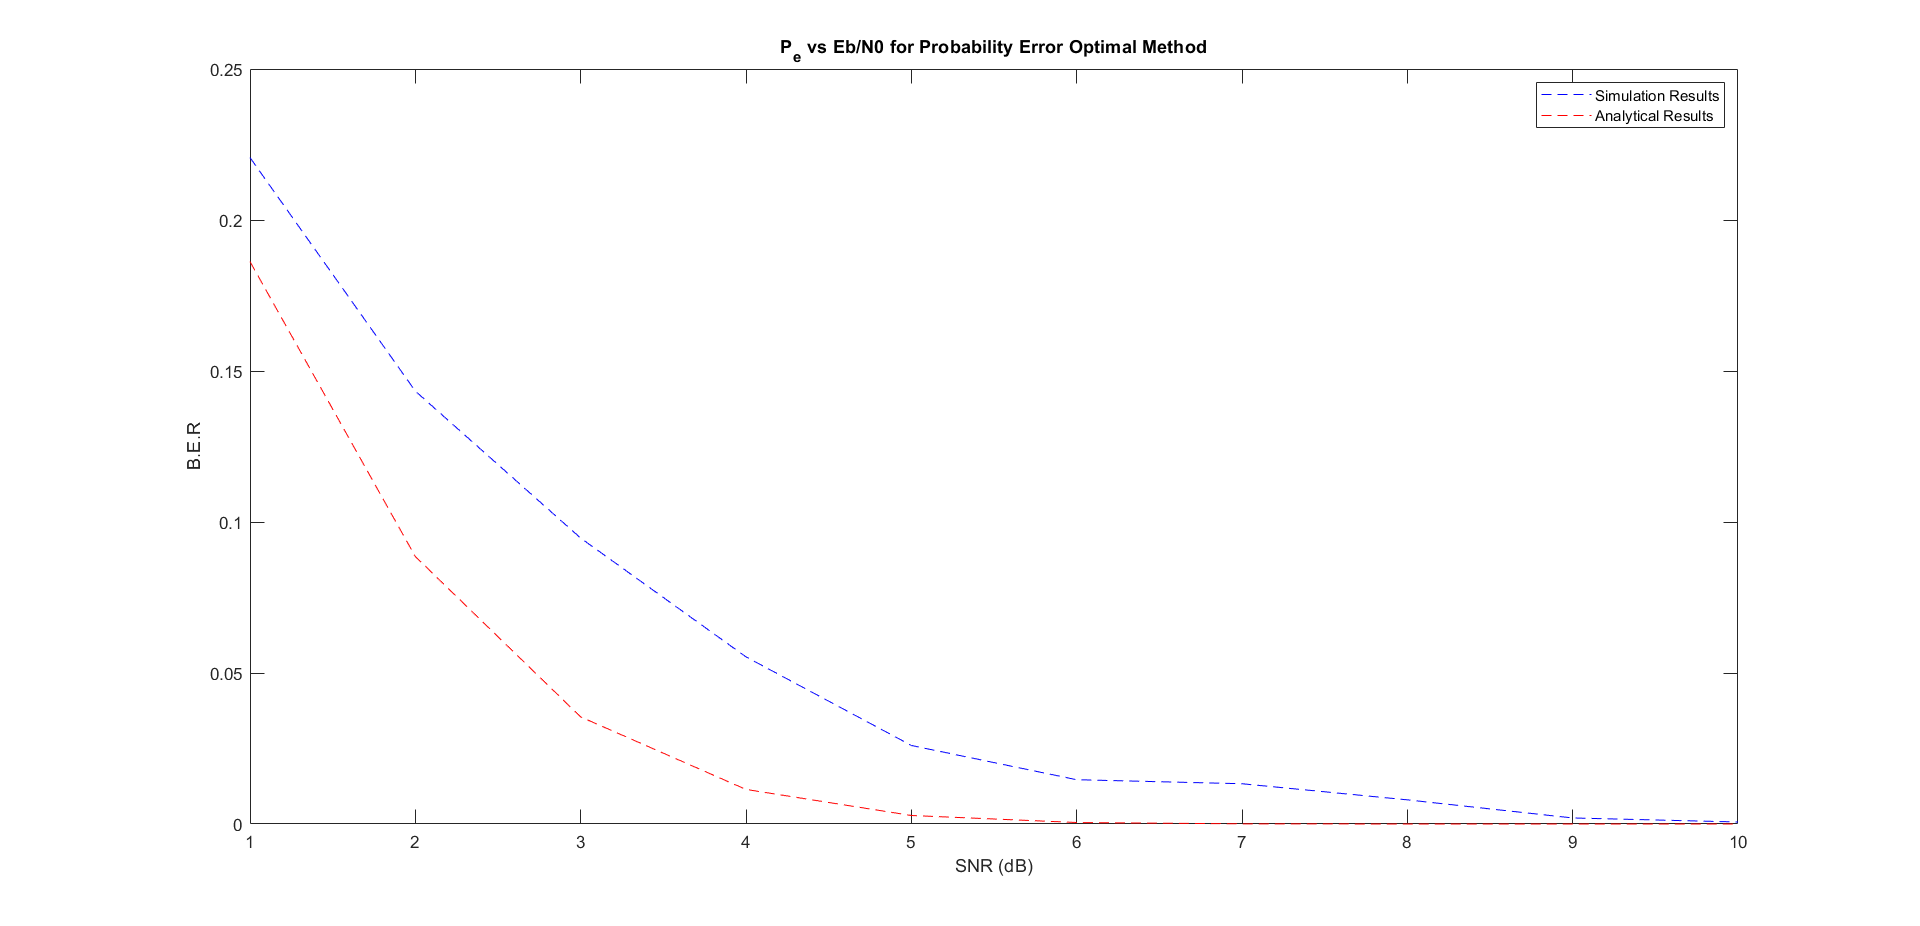 P_e vs Eb/N0 for Probability Error Optimal Method
Simulation Results
Analytical Results
0.25
0.2
0.15
0.1
0.05
0
B.E.R
1 2 3 4 5 6 7 8 9 10
SNR (dB)